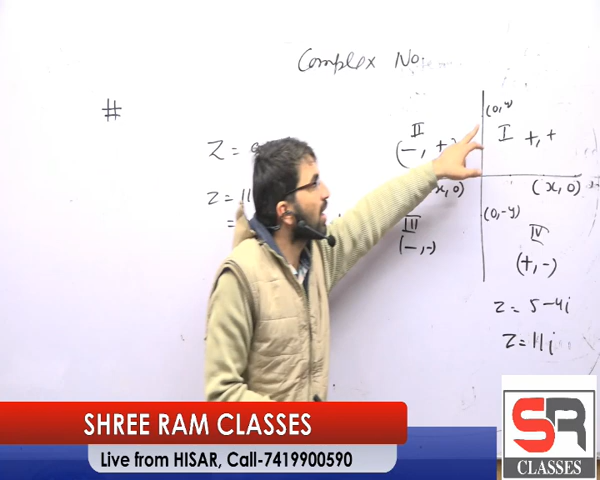 Complex No.
#
(0, y)
II
I +, +
(-, +
Z =
z = 11
=
x, 0)
(x, 0)
(0, -y)
III
IV
(-, -)
(+, -)
z = 5 - 4i
z = 11i
SHREE RAM CLASSES
Live from HISAR, Call-7419900590
SR
CLASSES